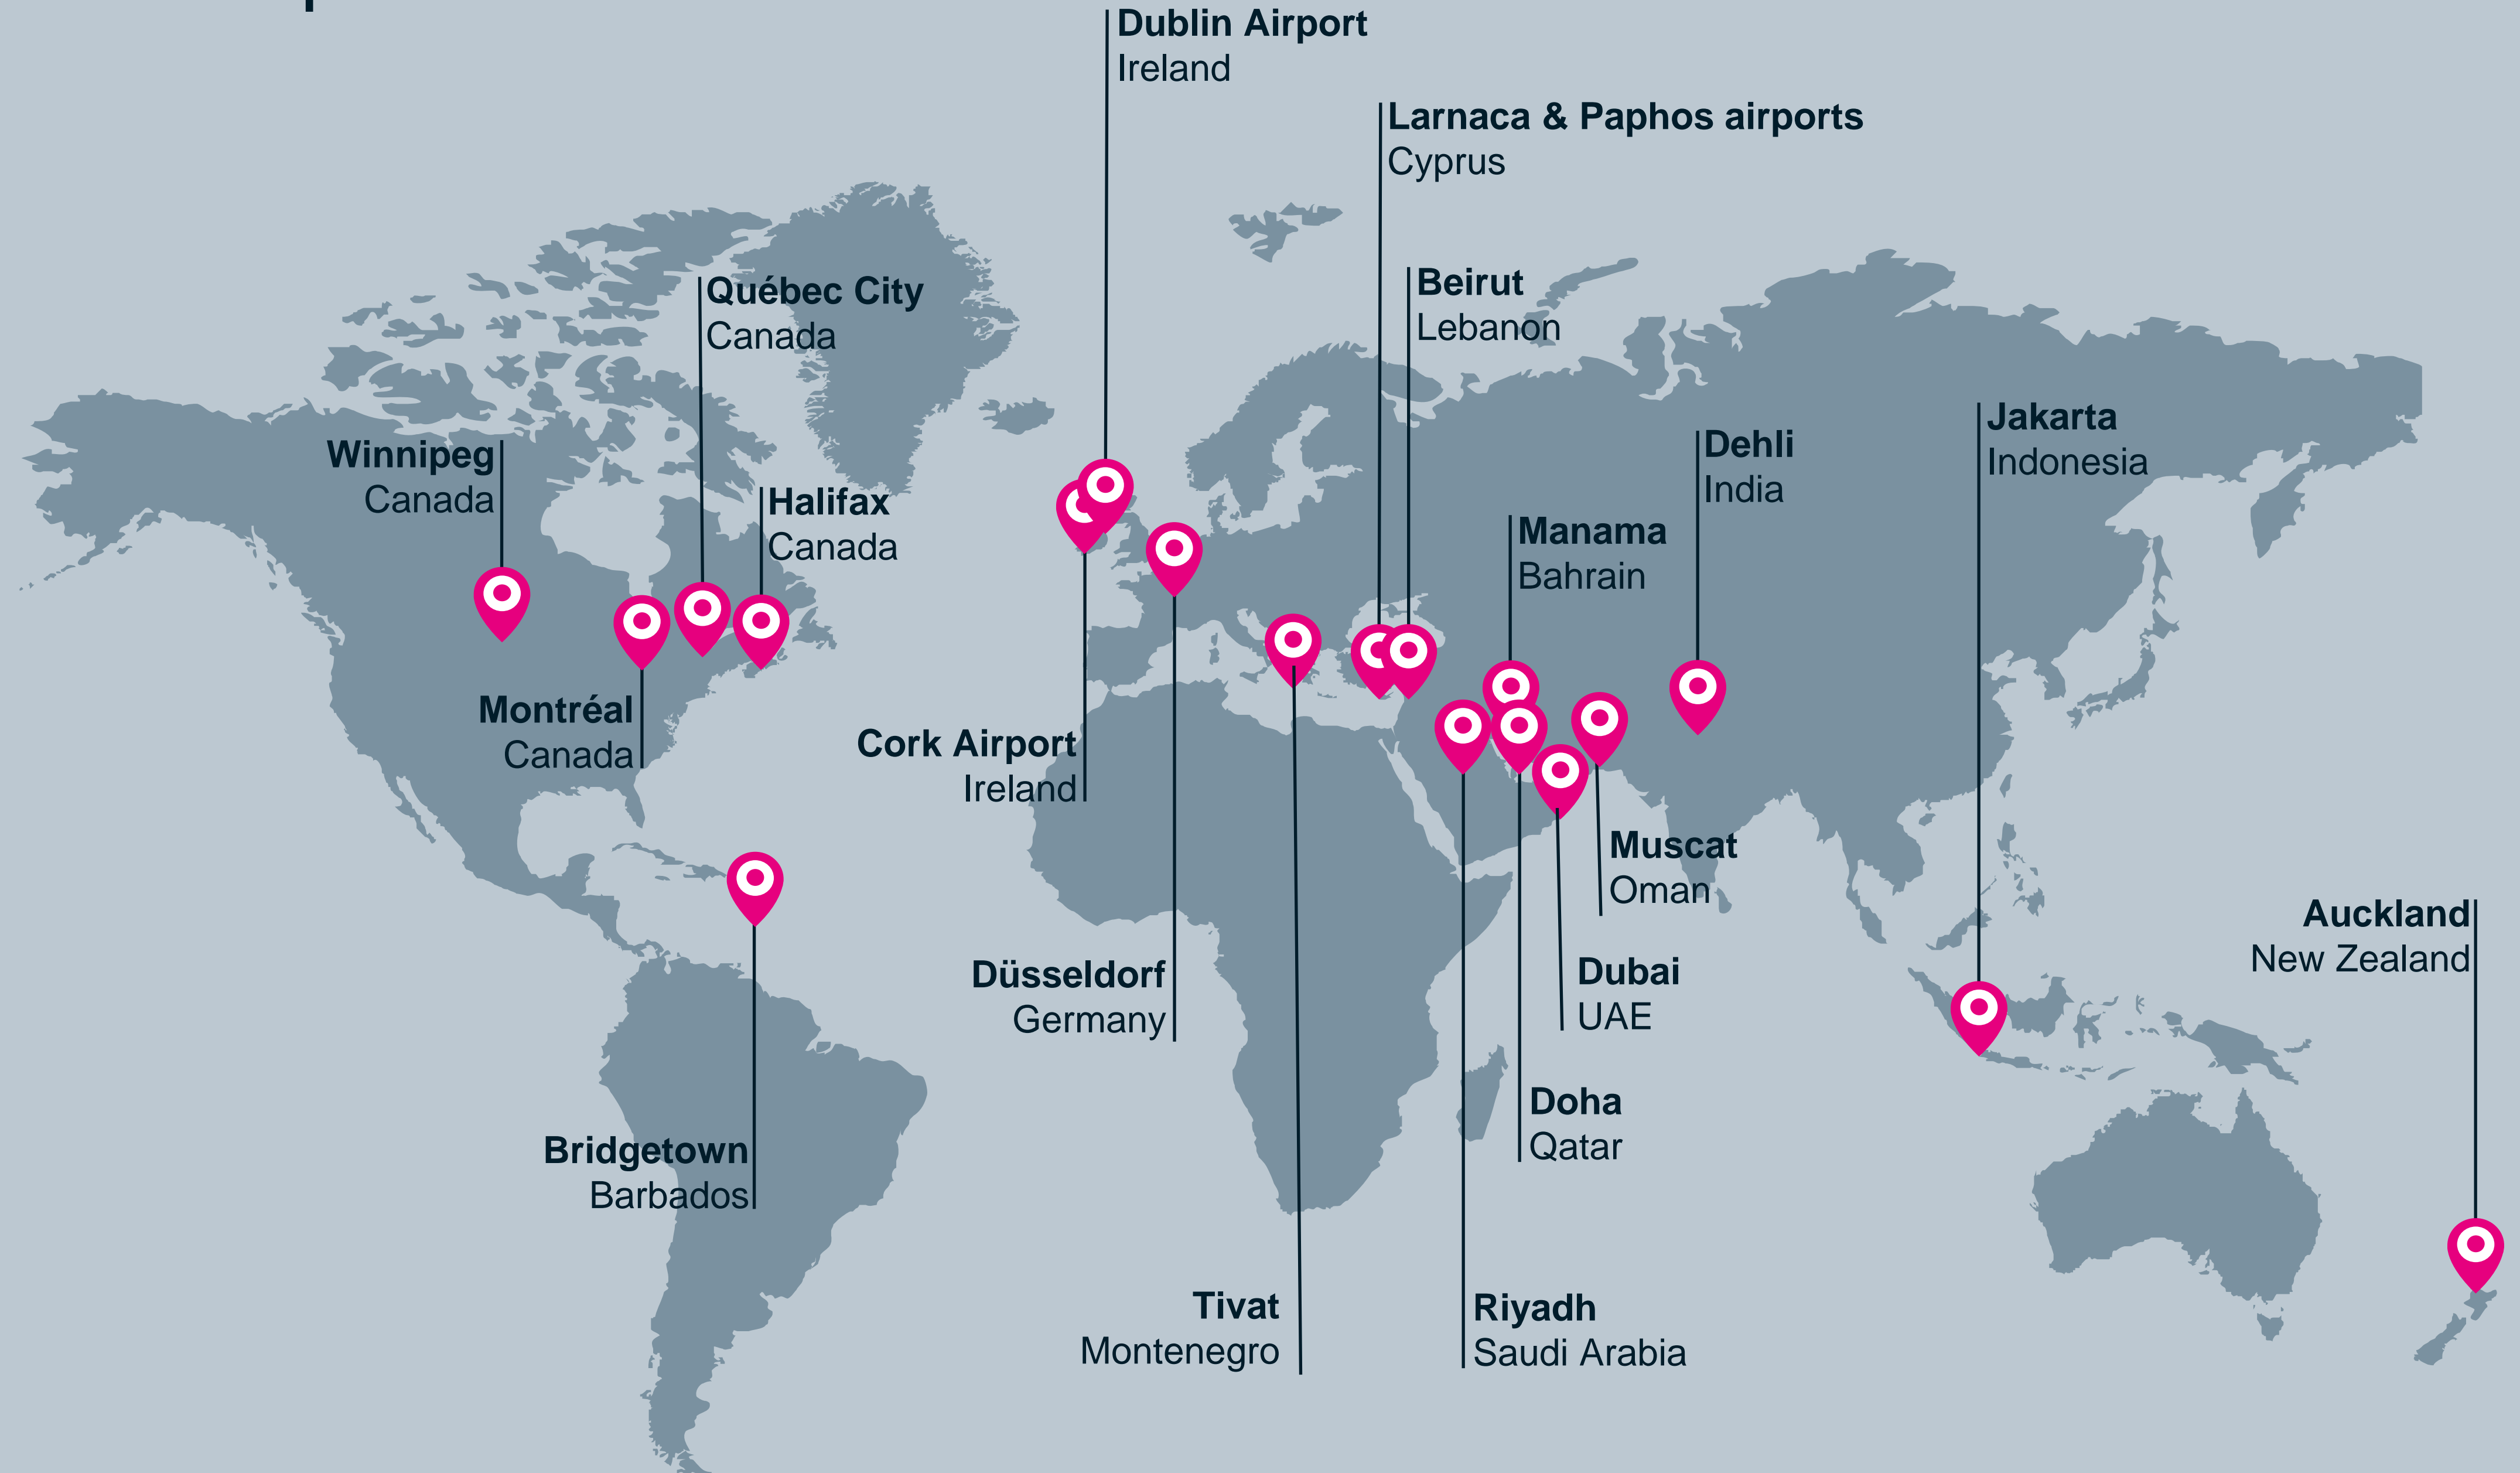 Dublin Airport
Ireland
Larnaca & Paphos airports
Cyprus
Québec City
Canada
Beirut
Lebanon
Winnipeg
Canada
Halifax
Canada
Dehli
India
Jakarta
Indonesia
Manama
Bahrain
Montréal
Canada
Cork Airport
Ireland
Muscat
Oman
Auckland
New Zealand
Düsseldorf
Germany
Dubai
UAE
Doha
Qatar
Bridgetown
Barbados
Tivat
Montenegro
Riyadh
Saudi Arabia